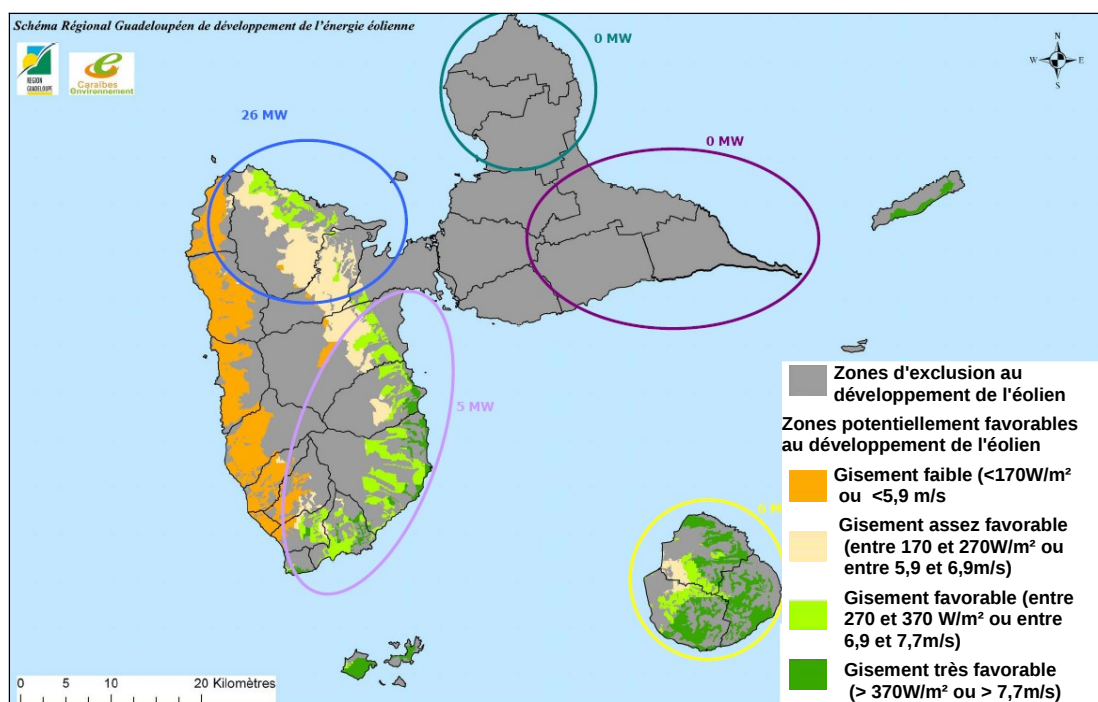 Schéma Régional Guadeloupéen de développement de l'énergie éolienne
REGION
GUADELOUPE
Caraïbes
Environnement
0 MW
N
W
E
S
26 MW
0 MW
5 MW
Zones d'exclusion au
développement de l'éolien
Zones potentiellement favorables
au développement de l'éolien
Gisement faible (<170W/m²
ou <5,9 m/s
Gisement assez favorable
(entre 170 et 270W/m² ou
entre 5,9 et 6,9m/s)
Gisement favorable (entre
270 et 370 W/m² ou entre
6,9 et 7,7m/s)
Gisement très favorable
(> 370W/m² ou > 7,7m/s)
0 5 10 20 Kilomètres